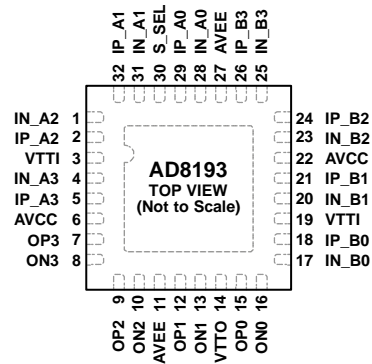 32 IP_A1
31 IN_A1
30 S_SEL
29 IP_A0
28 IN_A0
27 AVEE
26 IP_B3
25 IN_B3
IN_A2 1
IP_A2 2
VTTI 3
IN_A3 4
IP_A3 5
AVCC 6
OP3 7
ON3 8
AD8193
TOP VIEW
(Not to Scale)
24 IP_B2
23 IN_B2
22 AVCC
21 IP_B1
20 IN_B1
19 VTTI
18 IP_B0
17 IN_B0
OP2 9
ON2 10
AVEE 11
OP1 12
ON1 13
VTTO 14
OP0 15
ON0 16